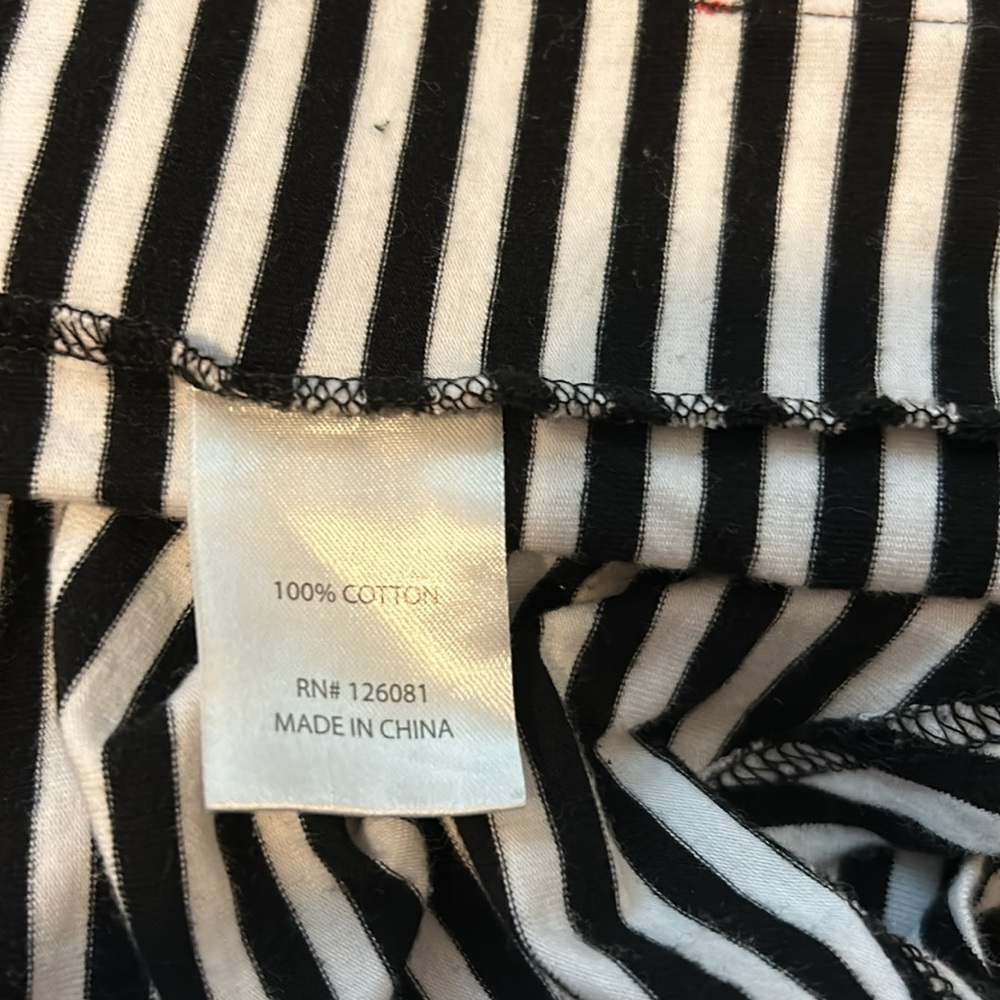 100% COTTON
RN# 126081
MADE IN CHINA